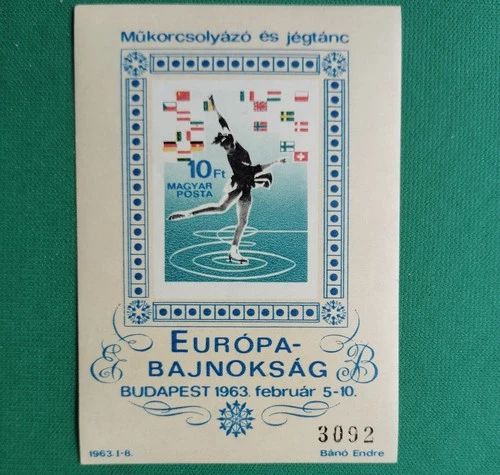 Műkorcsolyázó és jégtánc
10 Ft
MAGYAR
POSTA
EURÓPA-
BAJNOKSÁG
BUDAPEST 1963. február 5-10.
3092
1963. I-8.
Bánó Endre